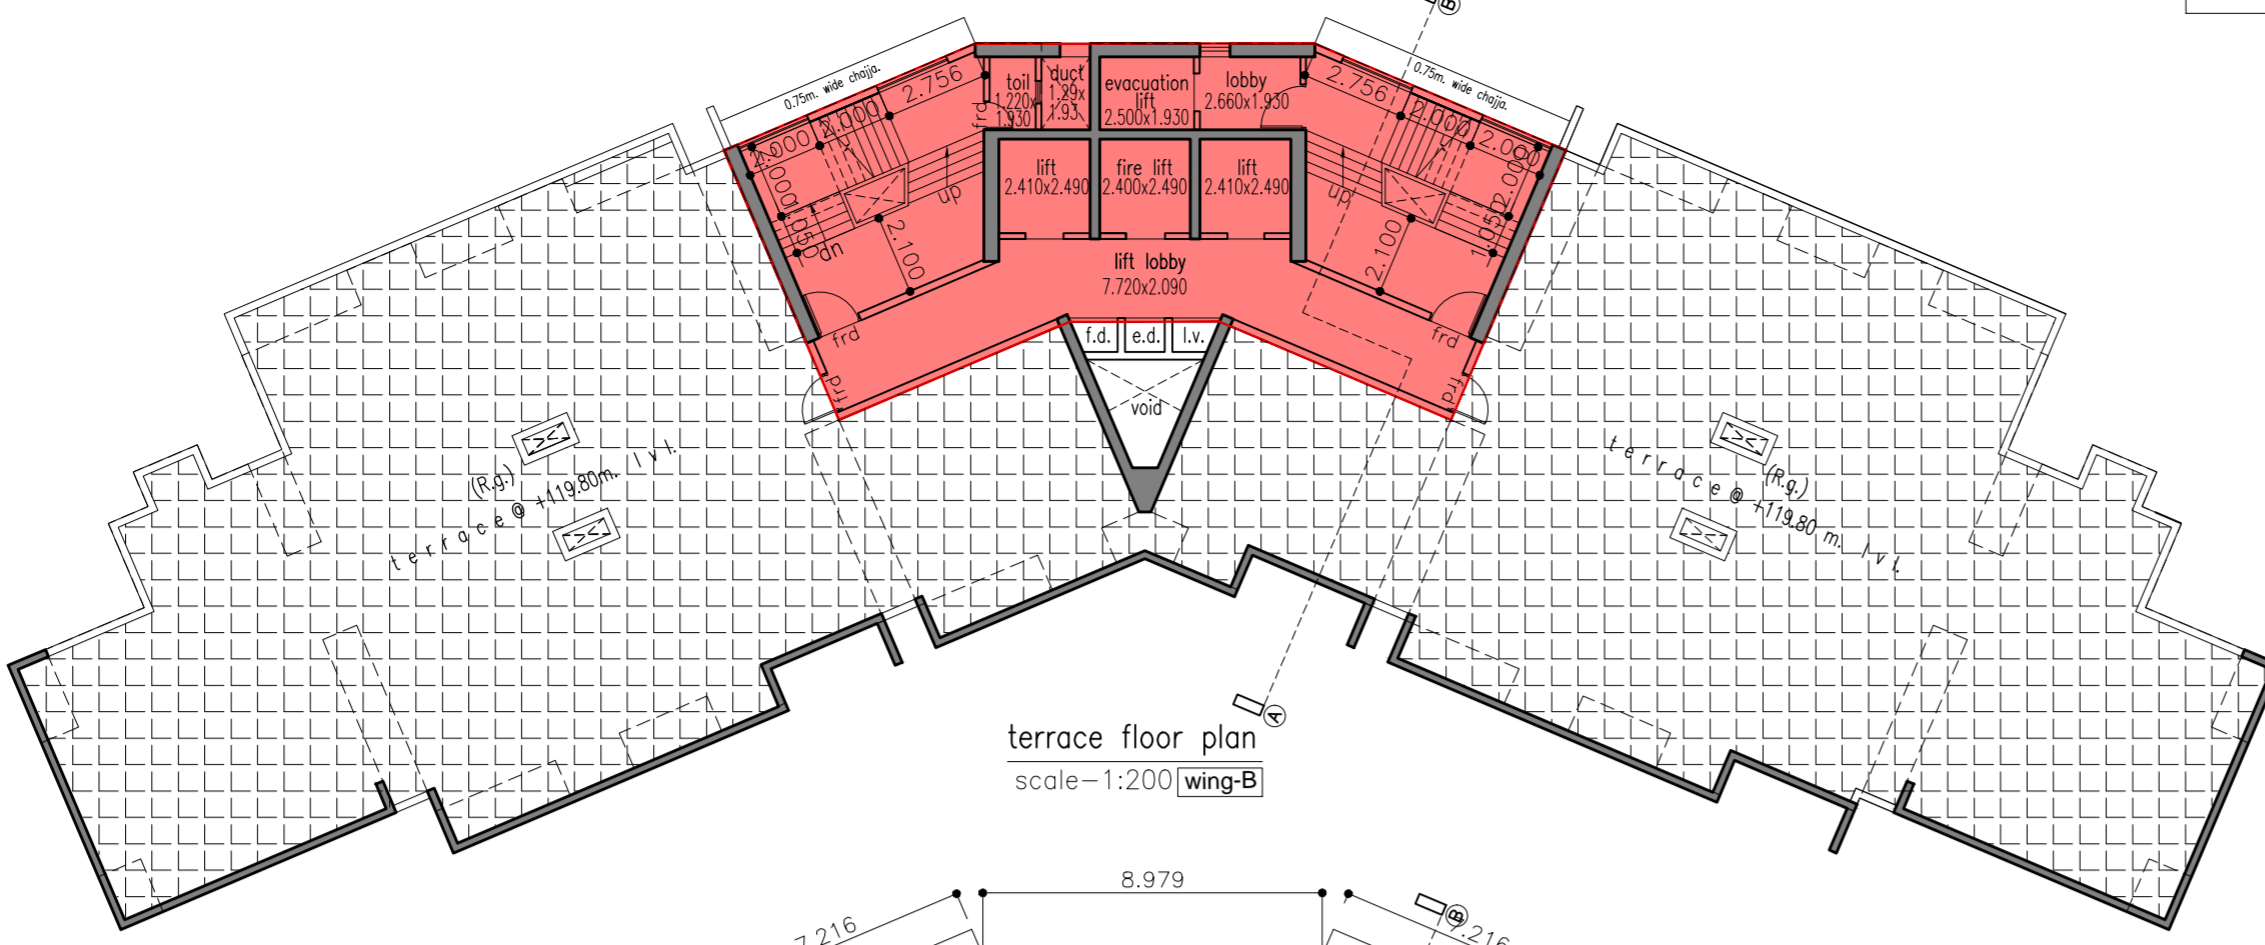 B
0.75m. wide chajja.
0.75m. wide chajja.
2.756
2.000
2.000
2.000
1.050
2.100
toil
1.220x
1.930
duct
1.29x
1.93
evacuation
lift
2.500x1.930
lobby
2.660x1.930
2.756
2.000
2.000
2.000
1.050
2.100
frd
up
dn
up
lift
2.410x2.490
fire lift
2.400x2.490
lift
2.410x2.490
lift lobby
7.720x2.090
frd
frd
frd
frd
f.d.
e.d.
l.v.
void
(R.g.)
terrace @ +119.80m. lvl.
(R.g.)
terrace @ +119.80 m. lvl.
A
terrace floor plan
scale-1:200 wing-B
8.979
7.216
B
7.216